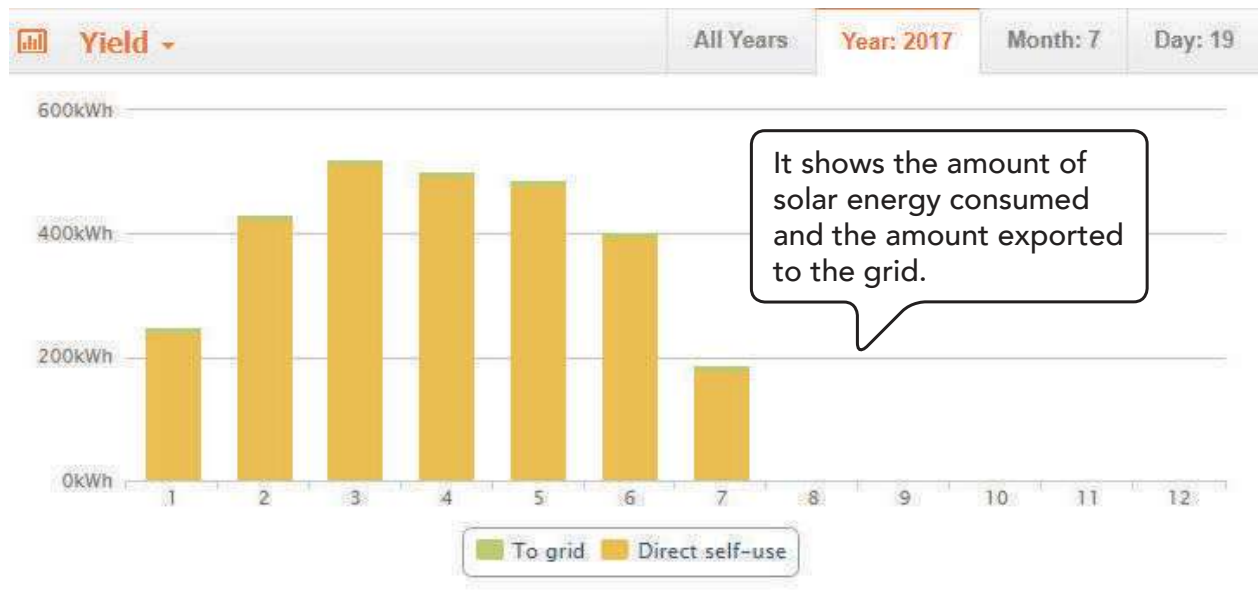 Yield
All Years Year: 2017 Month: 7 Day: 19
600kWh
It shows the amount of
solar energy consumed
and the amount exported
to the grid.
400kWh
200kWh
0kWh
1 2 3 4 5 6 7 8 9 10 11 12
To grid Direct self-use